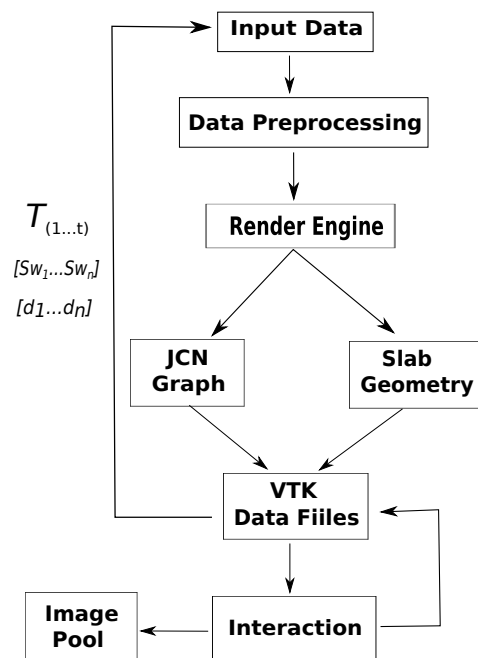 Input Data
Data Preprocessing
Render Engine
T(1...t)
[Sw1...Swn]
[d1...dn]
JCN
Graph
Slab
Geometry
VTK
Data Fiiles
Interaction
Image
Pool